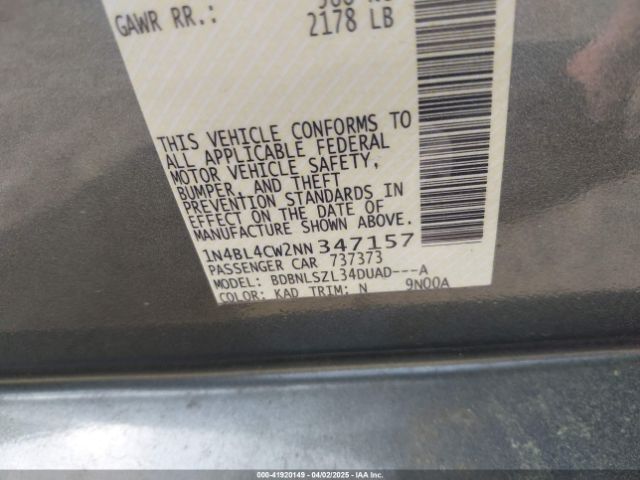 GAWR RR.:
2178 LB
THIS VEHICLE CONFORMS TO
ALL APPLICABLE FEDERAL
MOTOR VEHICLE SAFETY,
BUMPER, AND THEFT
PREVENTION STANDARDS IN
EFFECT ON THE DATE OF
MANUFACTURE SHOWN ABOVE.
1N4BL4CW2NN347157
PASSENGER CAR 737373
MODEL: BDBNLSZL34DUAD---A
COLOR: KAD TRIM: N 9N00A
000-41920149 - 04/02/2025 - IAA Inc.